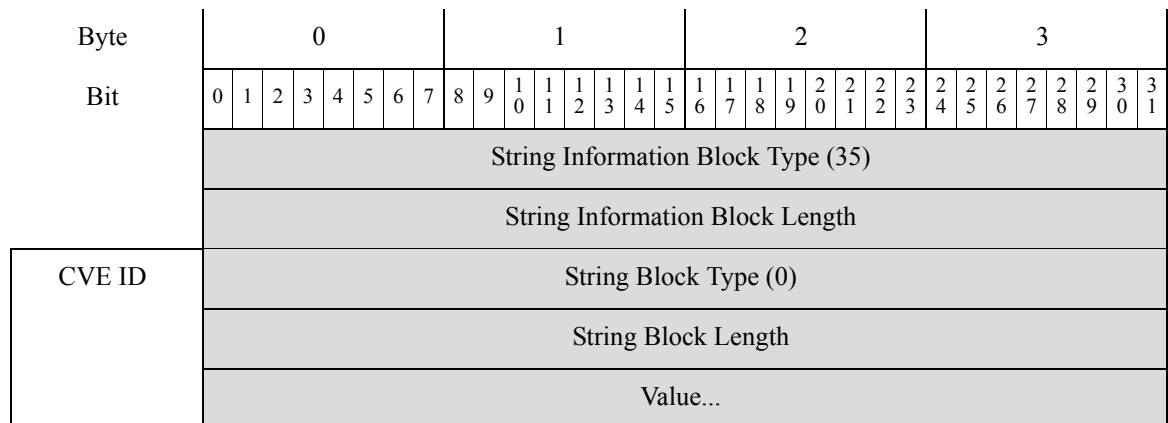 Byte 0 1 2 3
Bit 0 1 2 3 4 5 6 7 8 9 10 11 12 13 14 15 16 17 18 19 20 21 22 23 24 25 26 27 28 29 30 31
String Information Block Type (35)
String Information Block Length
CVE ID String Block Type (0)
String Block Length
Value...